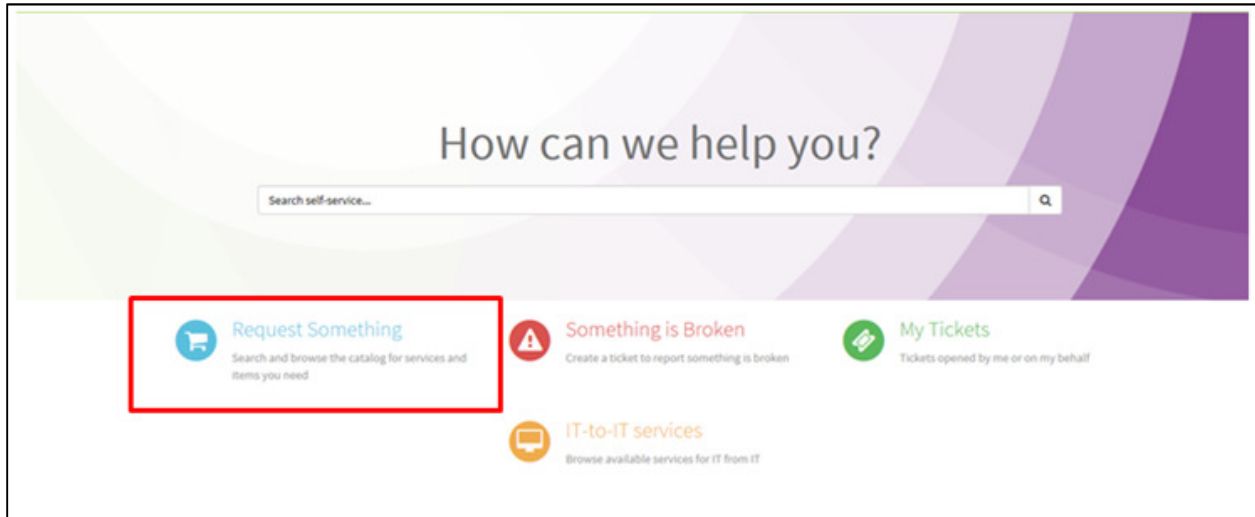 How can we help you?
Search self-service...
Request Something
Search and browse the catalog for services and
items you need
Something is Broken
Create a ticket to report something is broken
My Tickets
Tickets opened by me or on my behalf
IT-to-IT services
Browse available services for IT from IT